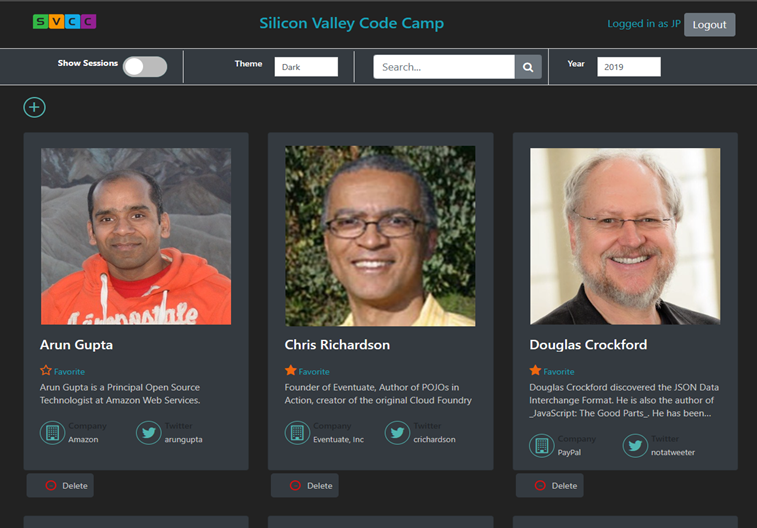 SVCC
Silicon Valley Code Camp
Logged in as JP
Logout
Show Sessions
Theme
Dark
Search...
Year
2019
Arun Gupta
Favorite
Arun Gupta is a Principal Open Source
Technologist at Amazon Web Services.
Company
Amazon
Twitter
arungupta
Delete
Chris Richardson
Favorite
Founder of Eventuate, Author of POJOs in
Action, creator of the original Cloud Foundry
Company
Eventuate, Inc
Twitter
crichardson
Delete
Douglas Crockford
Favorite
Douglas Crockford discovered the JSON Data
Interchange Format. He is also the author of
_JavaScript: The Good Parts_. He has been...
Company
PayPal
Twitter
notatweeter
Delete